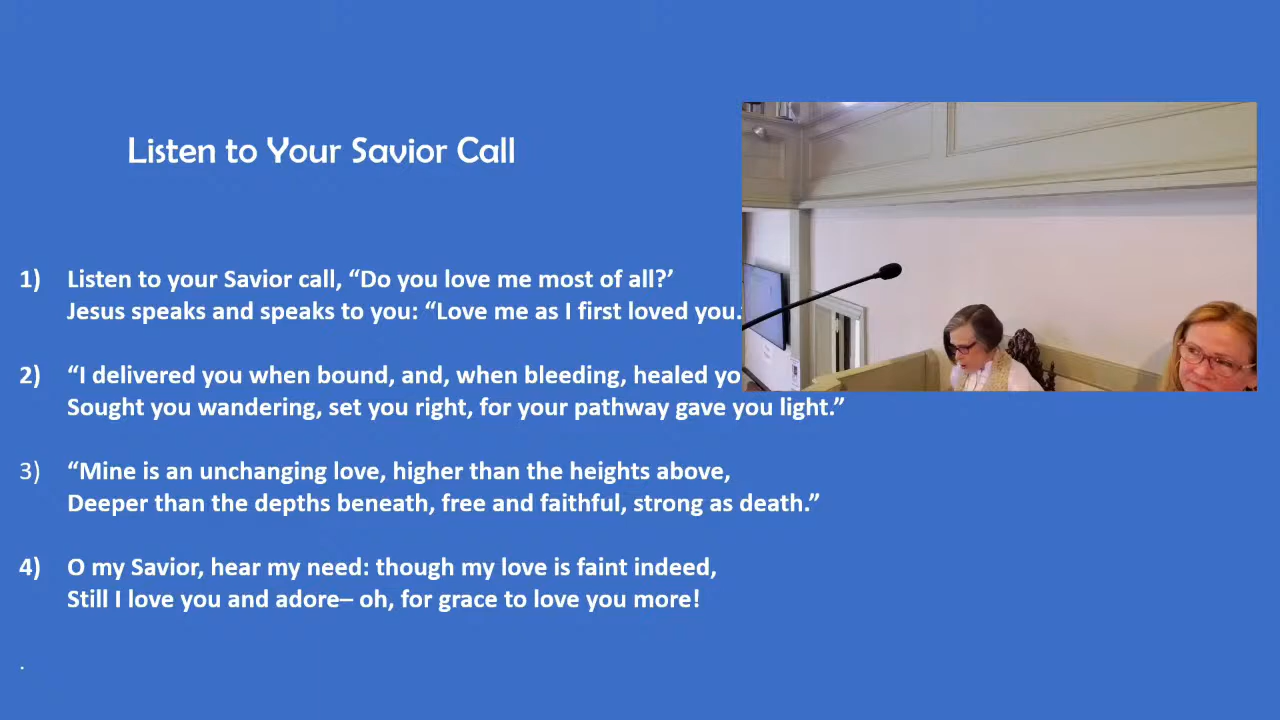 Listen to Your Savior Call
1) Listen to your Savior call, “Do you love me most of all?’
Jesus speaks and speaks to you: “Love me as I first loved you.
2) “I delivered you when bound, and, when bleeding, healed yo
Sought you wandering, set you right, for your pathway gave you light.”
3) “Mine is an unchanging love, higher than the heights above,
Deeper than the depths beneath, free and faithful, strong as death.”
4) O my Savior, hear my need: though my love is faint indeed,
Still I love you and adore– oh, for grace to love you more!
.